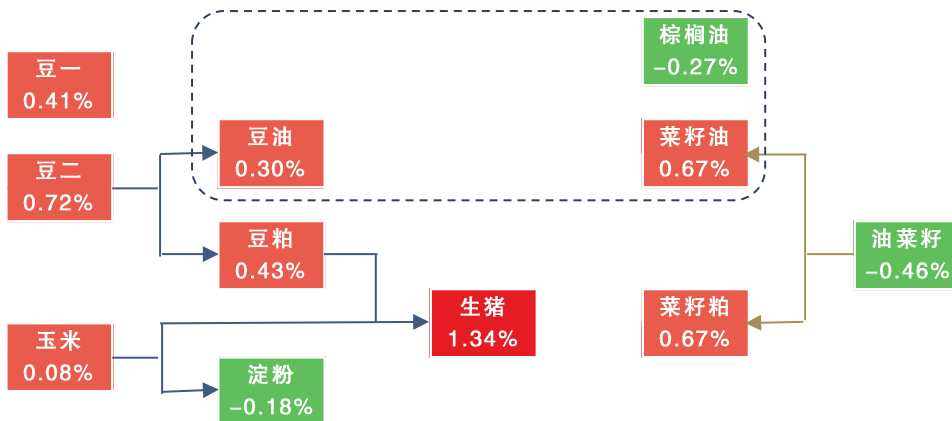 棕榈油
-0.27%
豆一
0.41%
豆油
0.30%
菜籽油
0.67%
豆二
0.72%
豆粕
0.43%
油菜籽
-0.46%
生猪
1.34%
菜籽粕
0.67%
玉米
0.08%
淀粉
-0.18%